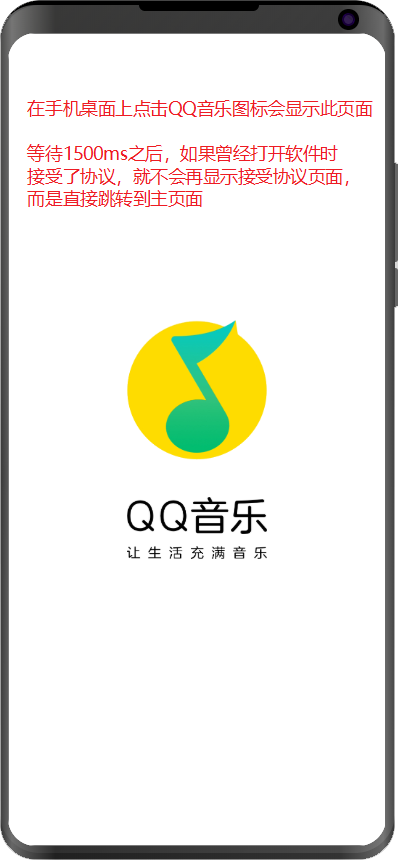 在手机桌面上点击QQ音乐图标会显示此页面
等待1500ms之后，如果曾经打开软件时
接受了协议，就不会再显示接受协议页面，
而是直接跳转到主页面
QQ音乐
让生活充满音乐